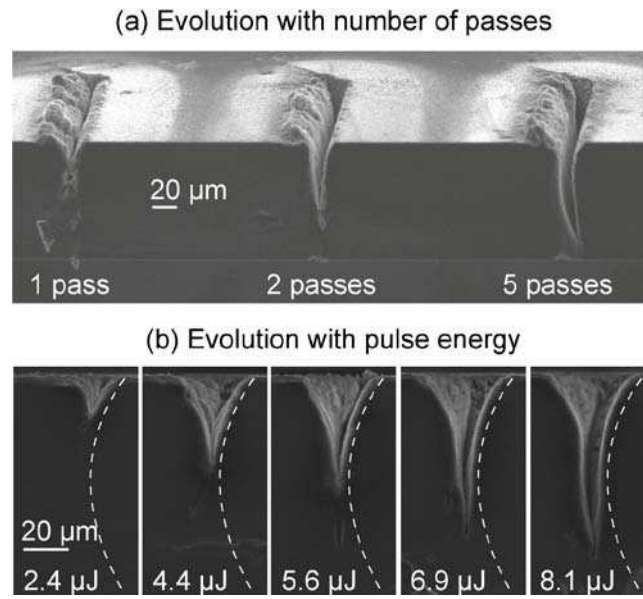 (a) Evolution with number of passes
20 µm
1 pass 2 passes 5 passes
(b) Evolution with pulse energy
20 µm
2.4 µJ 4.4 µJ 5.6 µJ 6.9 µJ 8.1 µJ